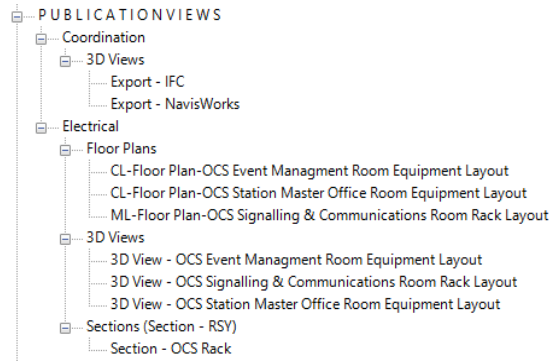 P U B L I C A T I O N V I E W S
Coordination
3D Views
Export - IFC
Export - NavisWorks
Electrical
Floor Plans
CL-Floor Plan-OCS Event Managment Room Equipment Layout
CL-Floor Plan-OCS Station Master Office Room Equipment Layout
ML-Floor Plan-OCS Signalling & Communications Room Rack Layout
3D Views
3D View - OCS Event Managment Room Equipment Layout
3D View - OCS Signalling & Communications Room Rack Layout
3D View - OCS Station Master Office Room Equipment Layout
Sections (Section - RSY)
Section - OCS Rack